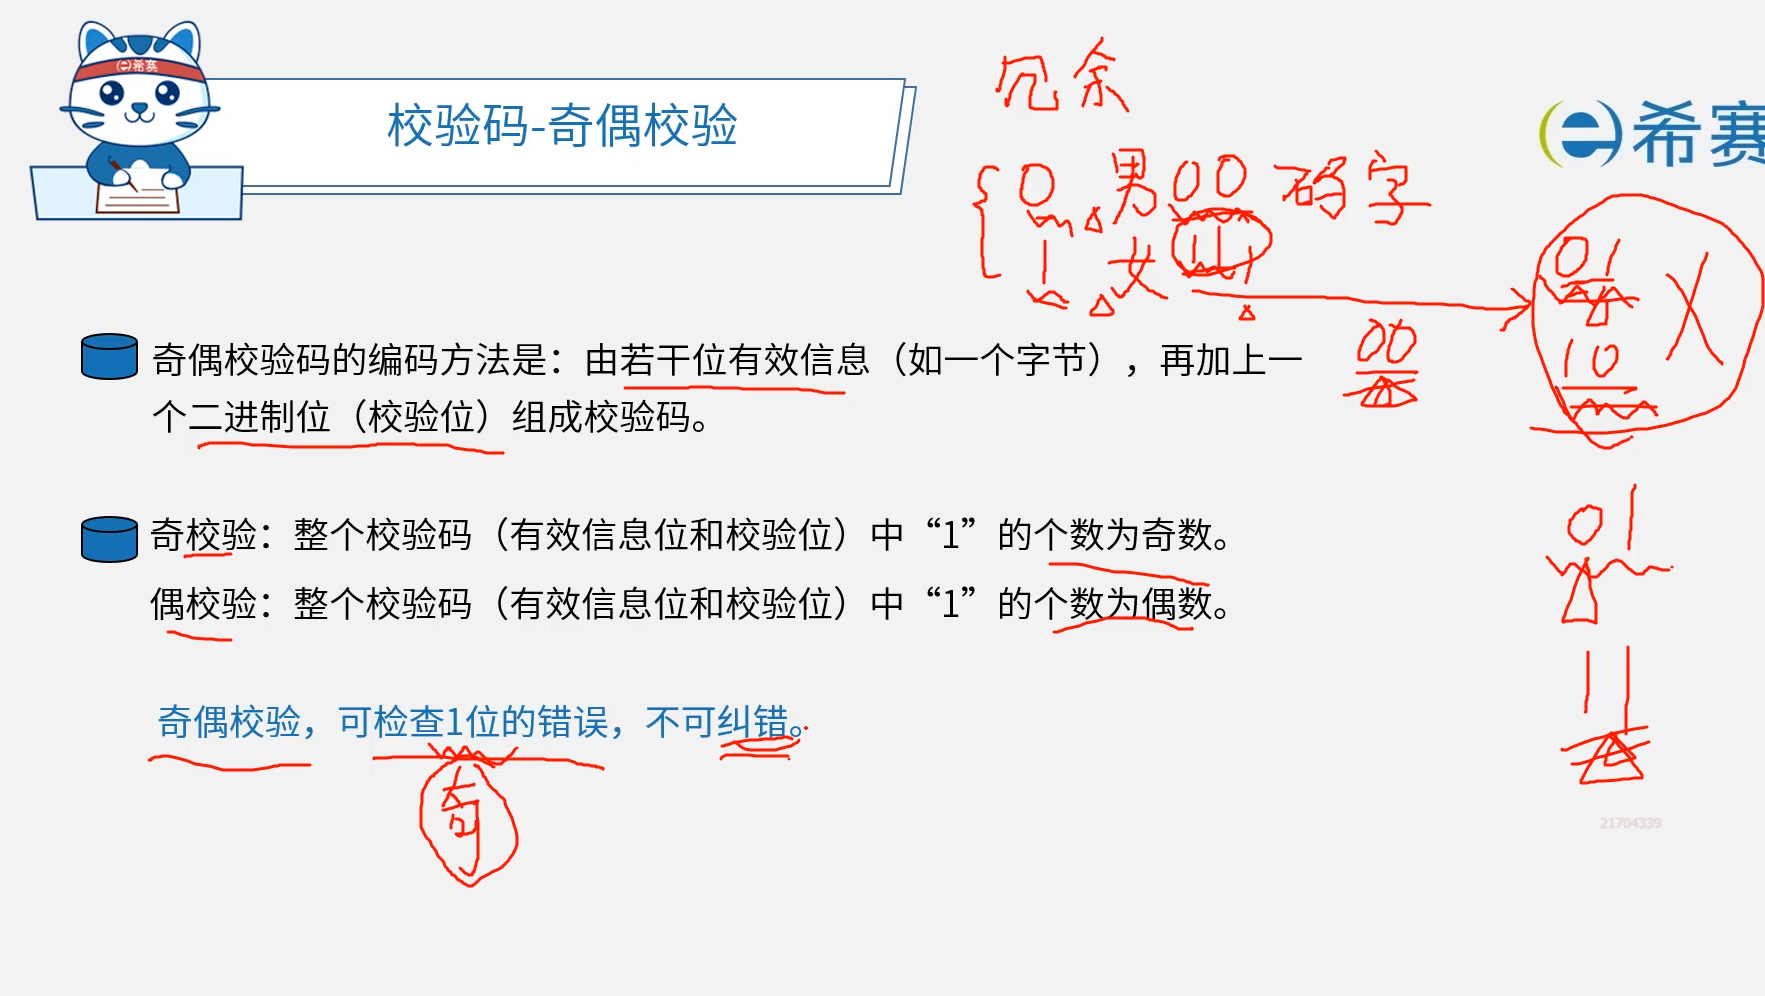 冗余
希赛
校验码-奇偶校验
希赛
0 男 00 码字
1 女 11
01
10
00
奇偶校验码的编码方法是：由若干位有效信息（如一个字节），再加上一
个二进制位（校验位）组成校验码。
01
奇校验：整个校验码（有效信息位和校验位）中“1”的个数为奇数。
偶校验：整个校验码（有效信息位和校验位）中“1”的个数为偶数。
11
奇偶校验，可检查1位的错误，不可纠错。
奇
21704339